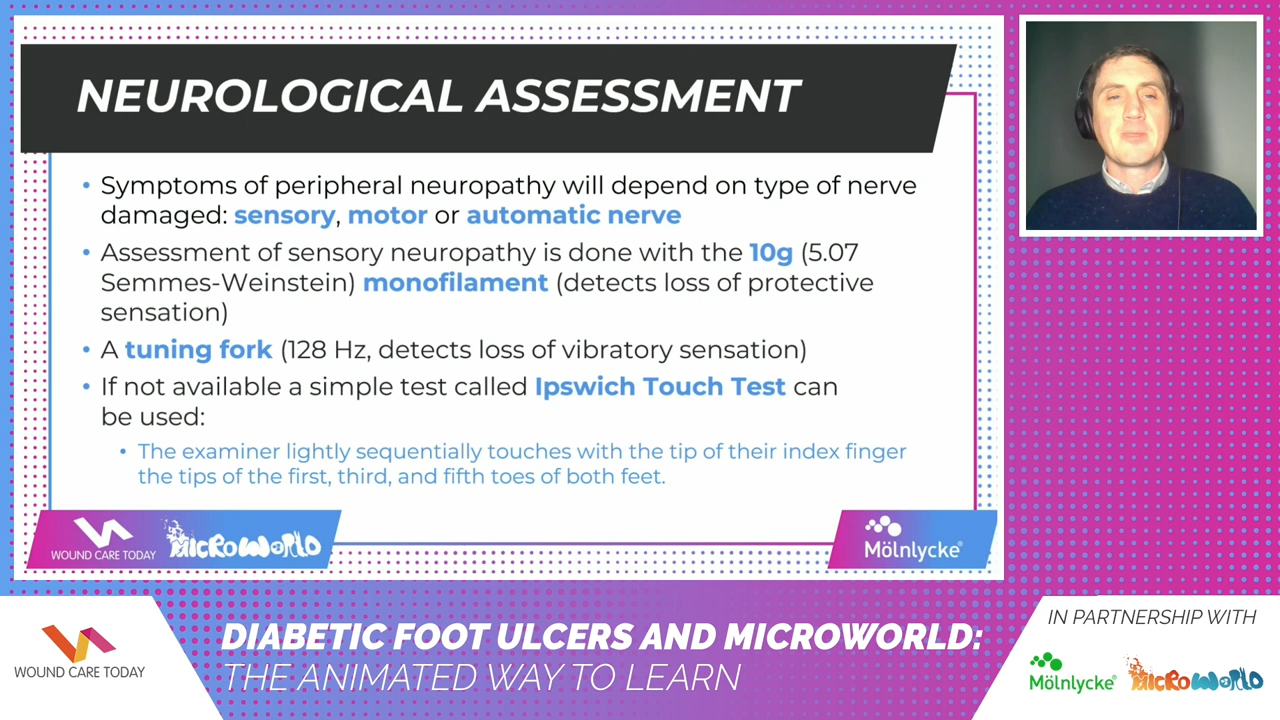 NEUROLOGICAL ASSESSMENT
• Symptoms of peripheral neuropathy will depend on type of nerve
damaged: sensory, motor or automatic nerve
• Assessment of sensory neuropathy is done with the 10g (5.07
Semmes-Weinstein) monofilament (detects loss of protective
sensation)
• A tuning fork (128 Hz, detects loss of vibratory sensation)
• If not available a simple test called Ipswich Touch Test can
be used:
• The examiner lightly sequentially touches with the tip of their index finger
the tips of the first, third, and fifth toes of both feet.
WOUND CARE TODAY
MICROWORLD
Mölnlycke®
WOUND CARE TODAY
DIABETIC FOOT ULCERS AND MICROWORLD:
THE ANIMATED WAY TO LEARN
IN PARTNERSHIP WITH
Mölnlycke®
MICROWORLD